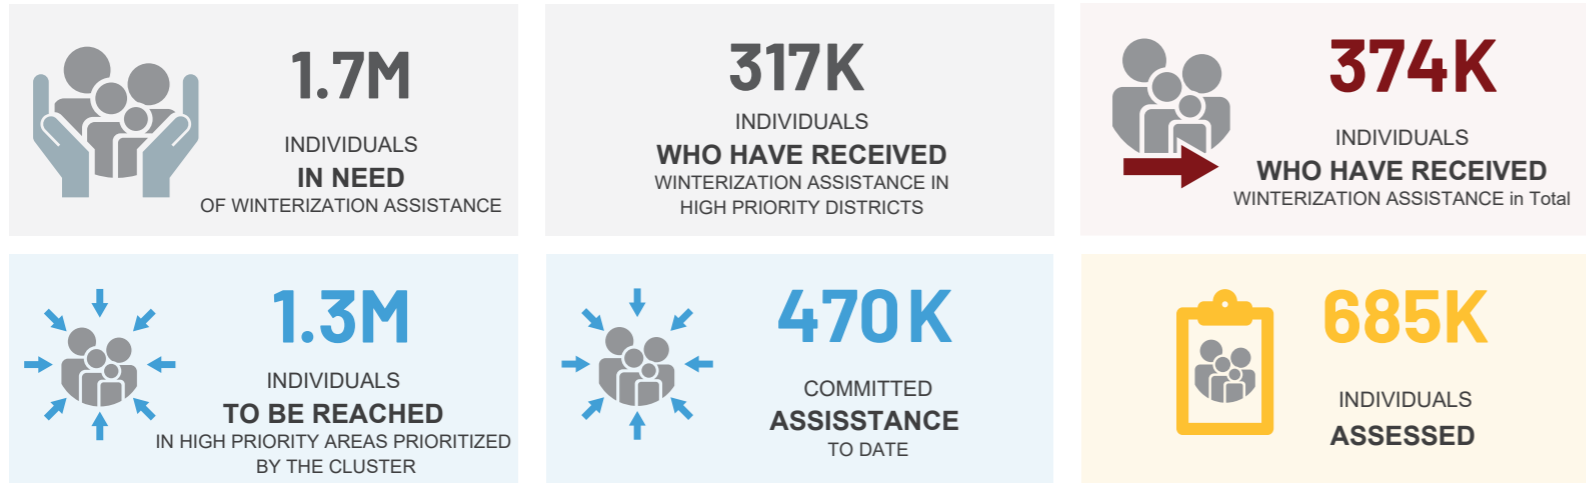 1.7M
INDIVIDUALS
IN NEED
OF WINTERIZATION ASSISTANCE
317K
INDIVIDUALS
WHO HAVE RECEIVED
WINTERIZATION ASSISTANCE IN
HIGH PRIORITY DISTRICTS
374K
INDIVIDUALS
WHO HAVE RECEIVED
WINTERIZATION ASSISTANCE in Total
1.3M
INDIVIDUALS
TO BE REACHED
IN HIGH PRIORITY AREAS PRIORITIZED
BY THE CLUSTER
470K
COMMITTED
ASSISSTANCE
TO DATE
685K
INDIVIDUALS
ASSESSED